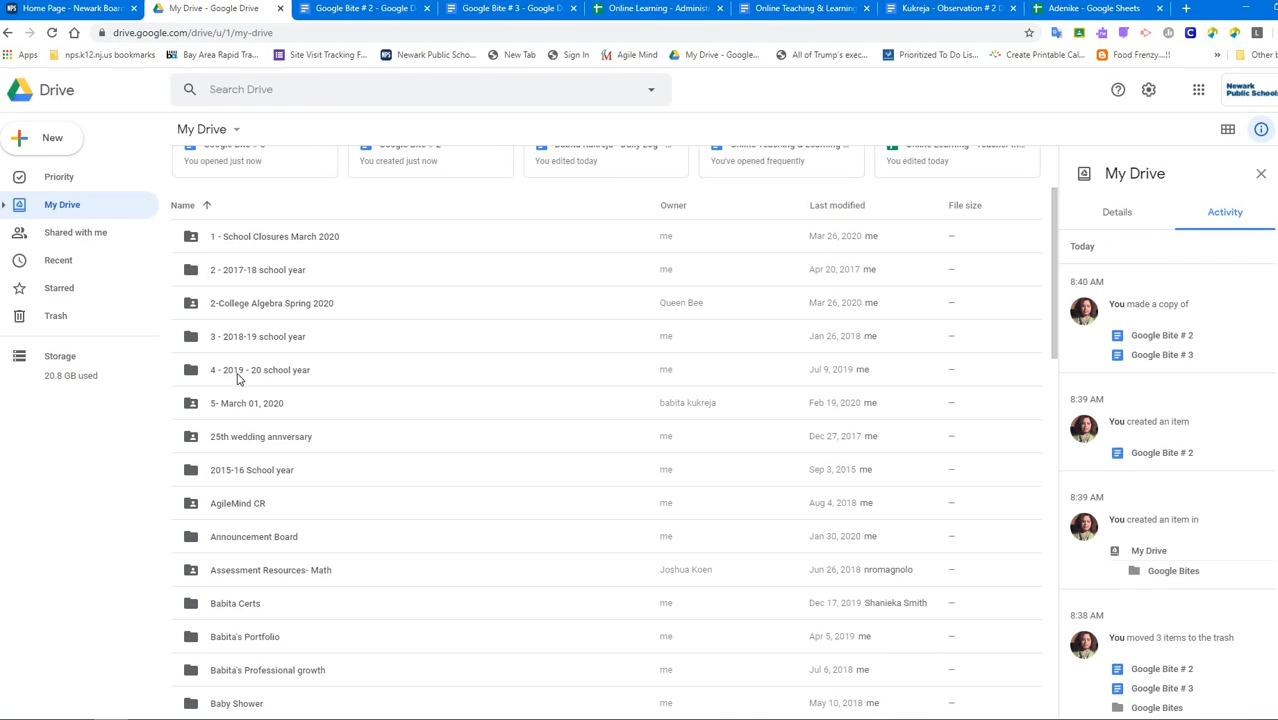 Home Page - Newark Boar
My Drive - Google Drive
Google Bite # 2 - Google D
Google Bite # 3 - Google D
Online Learning - Administ
Online Teaching & Learning
Kukreja - Observation # 2 D
Adenike - Google Sheets
drive.google.com/drive/u/1/my-drive
Apps
nps.k12.nj.us bookmarks
Bay Area Rapid Tra...
Site Visit Tracking F...
Newark Public Scho...
New Tab
Sign In
Agile Mind
My Drive - Google...
All of Trump's exec...
Prioritized To Do Lis...
Create Printable Cal...
Food Frenzy...
»
Other b
Drive
Search Drive
Newark
Public Schools
New
My Drive
You opened just now
You created just now
You edited today
You've opened frequently
You edited today
Priority
My Drive
Shared with me
Recent
Starred
Trash
Storage
20.8 GB used
Name
Owner
Last modified
File size
1 - School Closures March 2020
me
Mar 26, 2020 me
–
2 - 2017-18 school year
me
Apr 20, 2017 me
–
2-College Algebra Spring 2020
Queen Bee
Mar 26, 2020 me
–
3 - 2018-19 school year
me
Jan 26, 2018 me
–
4 - 2019 - 20 school year
me
Jul 9, 2019 me
–
5- March 01, 2020
babita kukreja
Feb 19, 2020 me
–
25th wedding annversary
me
Dec 27, 2017 me
–
2015-16 School year
me
Sep 3, 2015 me
–
AgileMind CR
me
Aug 4, 2018 me
–
Announcement Board
me
Jan 30, 2020 me
–
Assessment Resources- Math
Joshua Koen
Jun 26, 2018 nromagnolo
–
Babita Certs
me
Dec 17, 2019 Shanieka Smith
–
Babita's Portfolio
me
Apr 5, 2019 me
–
Babita's Professional growth
me
Jul 6, 2018 me
–
Baby Shower
me
May 10, 2018 me
–
My Drive
Details
Activity
Today
8:40 AM
You made a copy of
Google Bite # 2
Google Bite # 3
8:39 AM
You created an item
Google Bite # 2
8:39 AM
You created an item in
My Drive
Google Bites
8:38 AM
You moved 3 items to the trash
Google Bite # 2
Google Bite # 3
Google Bites